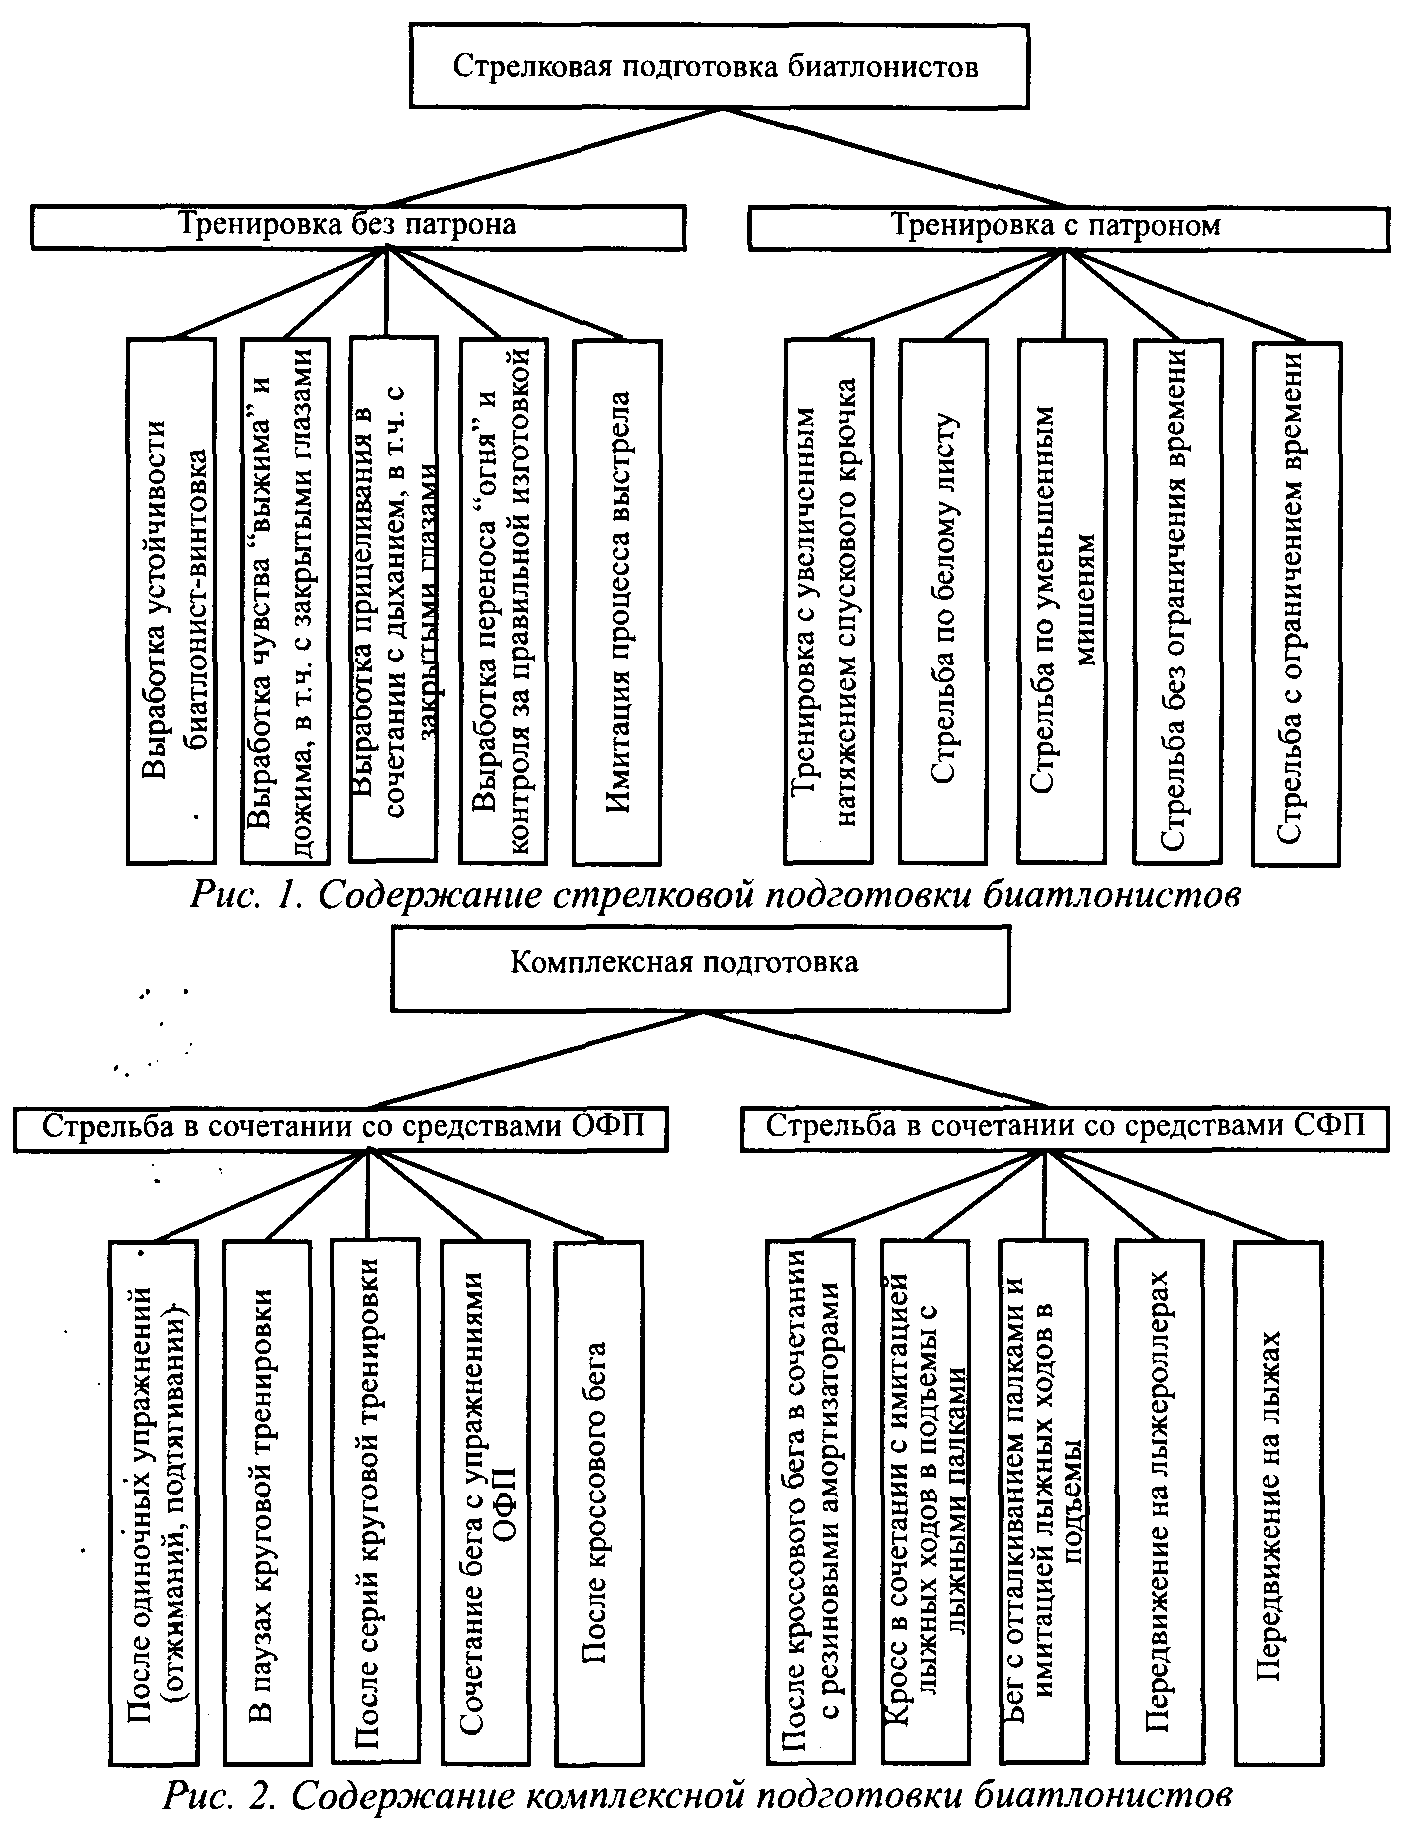 Стрелковая подготовка биатлонистов
Тренировка без патрона
Тренировка с патроном
Выработка устойчивости
биатлонист-винтовка
Выработка чувства “выжима” и
дожима, в т.ч. с закрытыми глазами
Выработка прицеливания в
сочетании с дыханием, в т.ч. с
закрытыми глазами
Выработка переноса “огня” и
контроля за правильной изготовкой
Имитация процесса выстрела
Тренировка с увеличенным
натяжением спускового крючка
Стрельба по белому листу
Стрельба по уменьшенным
мишеням
Стрельба без ограничения времени
Стрельба с ограничением времени
Рис. 1. Содержание стрелковой подготовки биатлонистов
Комплексная подготовка
Стрельба в сочетании со средствами ОФП
Стрельба в сочетании со средствами СФП
После одиночных упражнений
(отжиманий, подтягивании)
В паузах круговой тренировки
После серий круговой тренировки
Сочетание бега с упражнениями
ОФП
После кроссового бега
После кроссового бега в сочетании
с резиновыми амортизаторами
Кросс в сочетании с имитацией
лыжных ходов в подъемы с
лыжными палками
Бег с отталкиванием палками и
имитацией лыжных ходов в
подъемы
Передвижение на лыжероллерах
Передвижение на лыжах
Рис. 2. Содержание комплексной подготовки биатлонистов